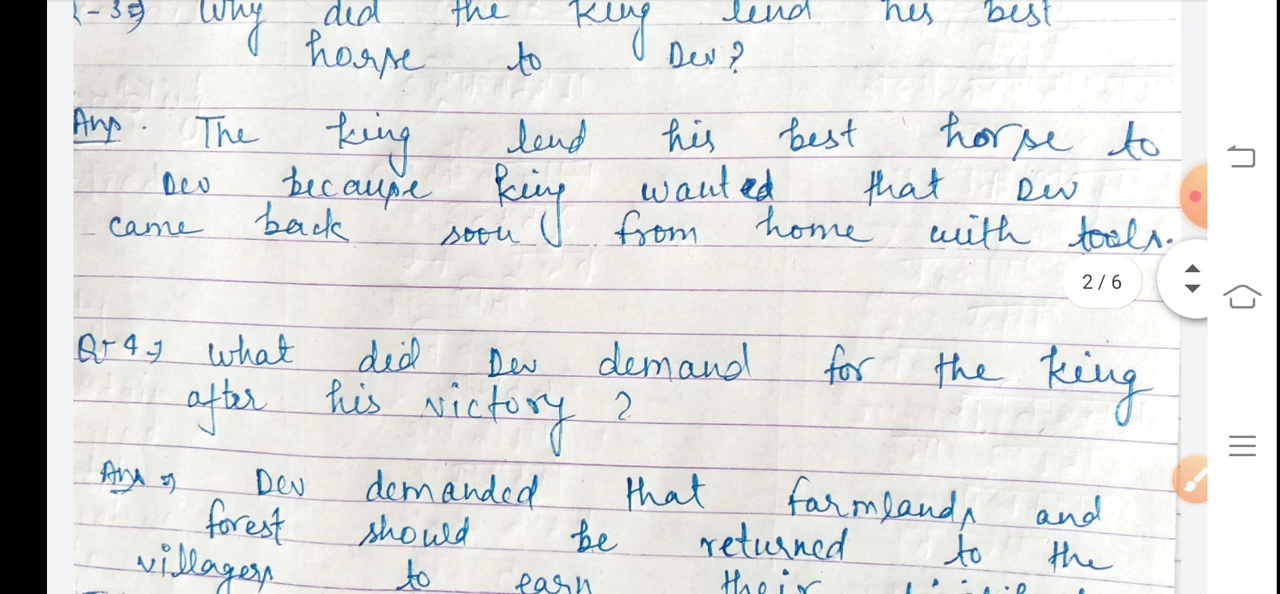 Why did the king lend his best
horse to Dev?
Ans. The king lend his best horse to
Dev because king wanted that Dev
came back soon from home with tools.
2/6
Q-4 → What did Dev demand for the king
after his victory ?
Ans → Dev demanded that farmlands and
forest should be returned to the
villagers to earn their